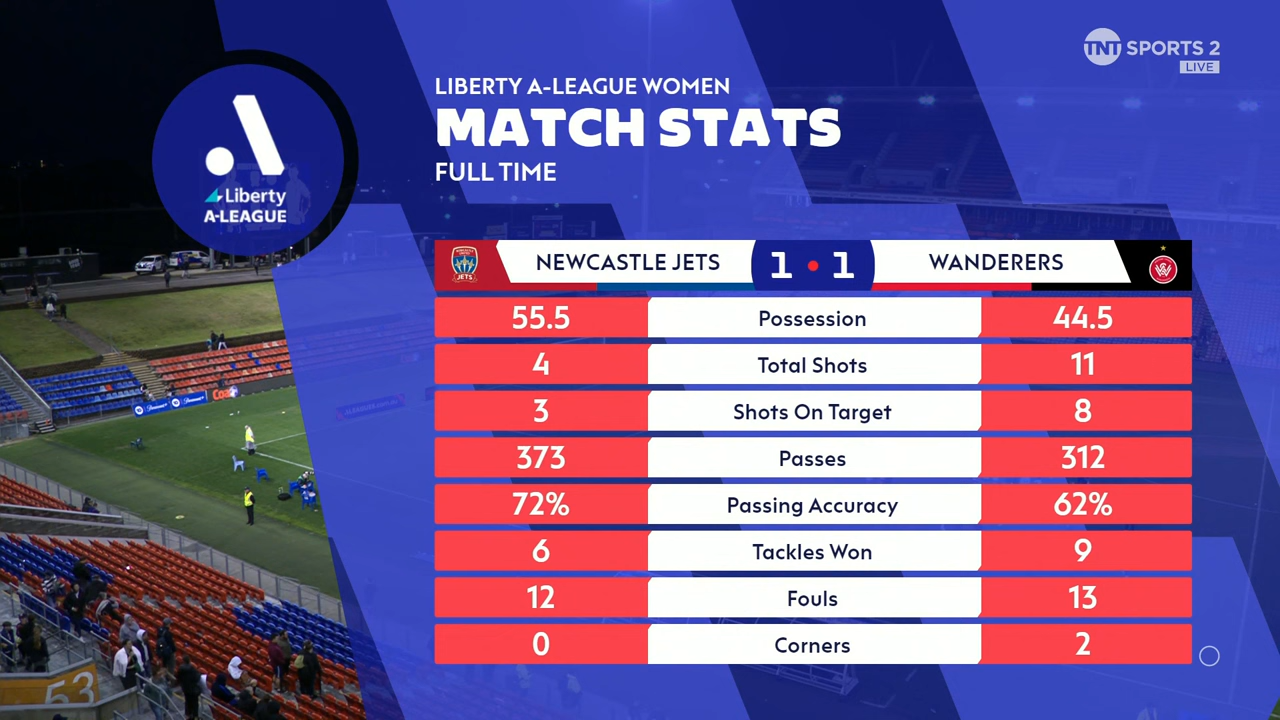 TNT SPORTS 2
LIVE
LIBERTY A-LEAGUE WOMEN
MATCH STATS
FULL TIME
Liberty
A-LEAGUE
JETS NEWCASTLE JETS 1 • 1 WANDERERS W
55.5 Possession 44.5
4 Total Shots 11
3 Shots On Target 8
373 Passes 312
72% Passing Accuracy 62%
6 Tackles Won 9
12 Fouls 13
0 Corners 2
53